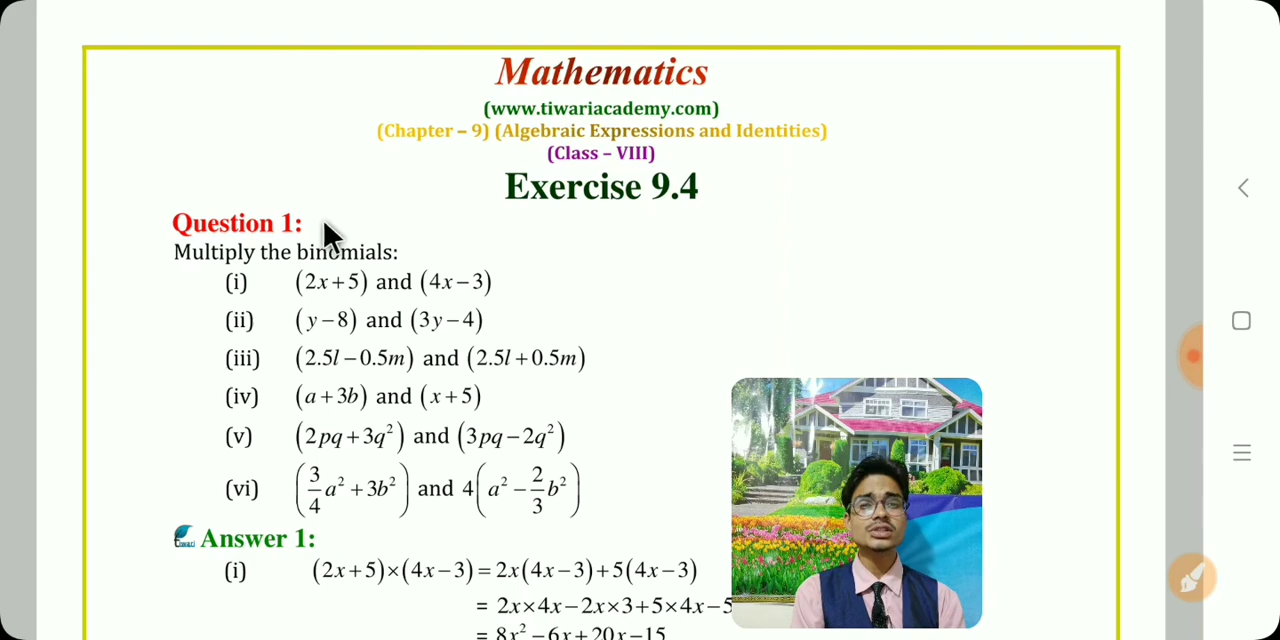 Mathematics
(www.tiwariacademy.com)
(Chapter – 9) (Algebraic Expressions and Identities)
(Class – VIII)
Exercise 9.4
Question 1:
Multiply the binomials:
(i) (2x+5) and (4x−3)
(ii) (y−8) and (3y−4)
(iii) (2.5l−0.5m) and (2.5l+0.5m)
(iv) (a+3b) and (x+5)
(v) (2pq+3q²) and (3pq−2q²)
(vi) (3/4 a²+3b²) and 4(a²−2/3 b²)
Answer 1:
(i) (2x+5)×(4x−3)=2x(4x−3)+5(4x−3)
= 2x×4x−2x×3+5×4x−5
= 8x²−6x+20x−15